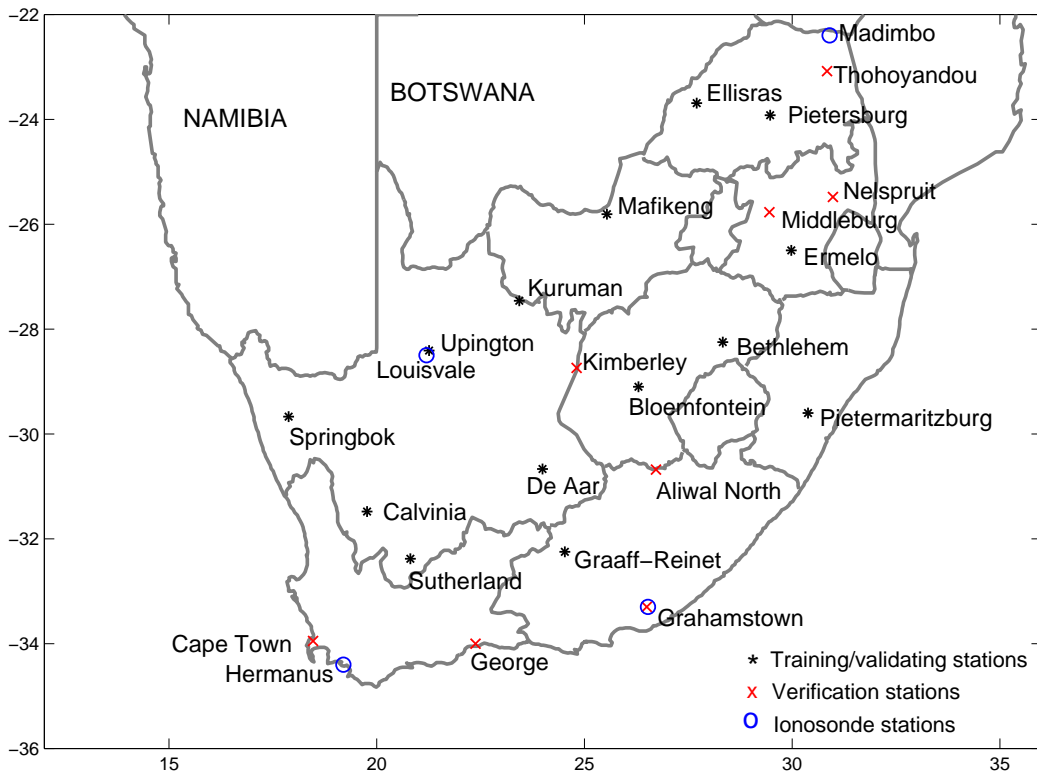 −22
Madimbo
Thohoyandou
BOTSWANA
Ellisras
NAMIBIA
Pietersburg
−24
Nelspruit
Mafikeng
Middleburg
−26
Ermelo
Kuruman
−28
Upington
Bethlehem
Kimberley
Louisvale
Bloemfontein
Pietermaritzburg
Springbok
−30
De Aar
Aliwal North
Calvinia
−32
Graaff−Reinet
Sutherland
Grahamstown
Cape Town
−34
George
Hermanus
* Training/validating stations
x Verification stations
o Ionosonde stations
−36
15 20 25 30 35